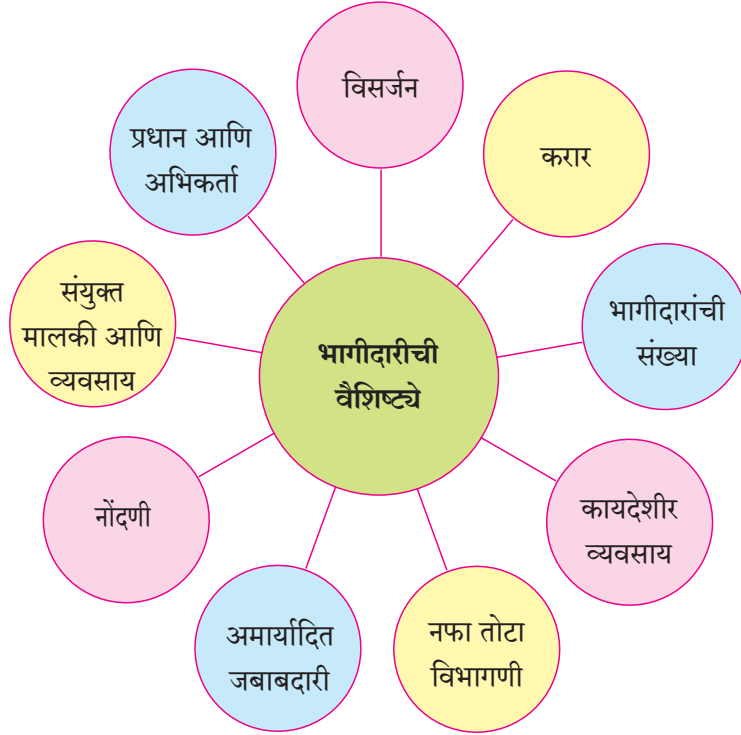 भागीदारीची
वैशिष्ट्ये
विसर्जन
करार
भागीदारांची
संख्या
कायदेशीर
व्यवसाय
नफा तोटा
विभागणी
अमार्यादित
जबाबदारी
नोंदणी
संयुक्त
मालकी आणि
व्यवसाय
प्रधान आणि
अभिकर्ता